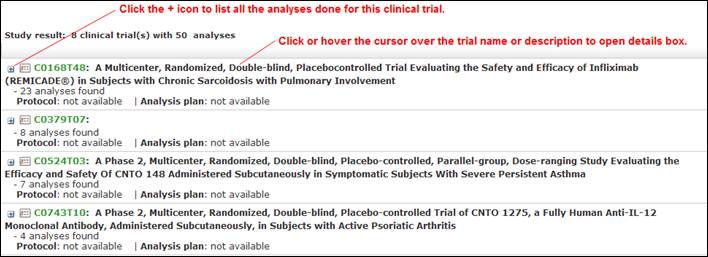 Click the + icon to list all the analyses done for this clinical trial.
Study result: 8 clinical trial(s) with 50 analyses
Click or hover the cursor over the trial name or description to open details box.
C0168T48: A Multicenter, Randomized, Double-blind, Placebocontrolled Trial Evaluating the Safety and Efficacy of Infliximab
(REMICADE®) in Subjects with Chronic Sarcoidosis with Pulmonary Involvement
- 23 analyses found
Protocol: not available | Analysis plan: not available
C0379T07:
- 8 analyses found
Protocol: not available | Analysis plan: not available
C0524T03: A Phase 2, Multicenter, Randomized, Double-blind, Placebo-controlled, Parallel-group, Dose-ranging Study Evaluating the
Efficacy and Safety Of CNTO 148 Administered Subcutaneously in Symptomatic Subjects With Severe Persistent Asthma
- 7 analyses found
Protocol: not available | Analysis plan: not available
C0743T10: A Phase 2, Multicenter, Randomized, Double-blind, Placebo-controlled Trial of CNTO 1275, a Fully Human Anti-IL-12
Monoclonal Antibody, Administered Subcutaneously, in Subjects with Active Psoriatic Arthritis
- 4 analyses found
Protocol: not available | Analysis plan: not available